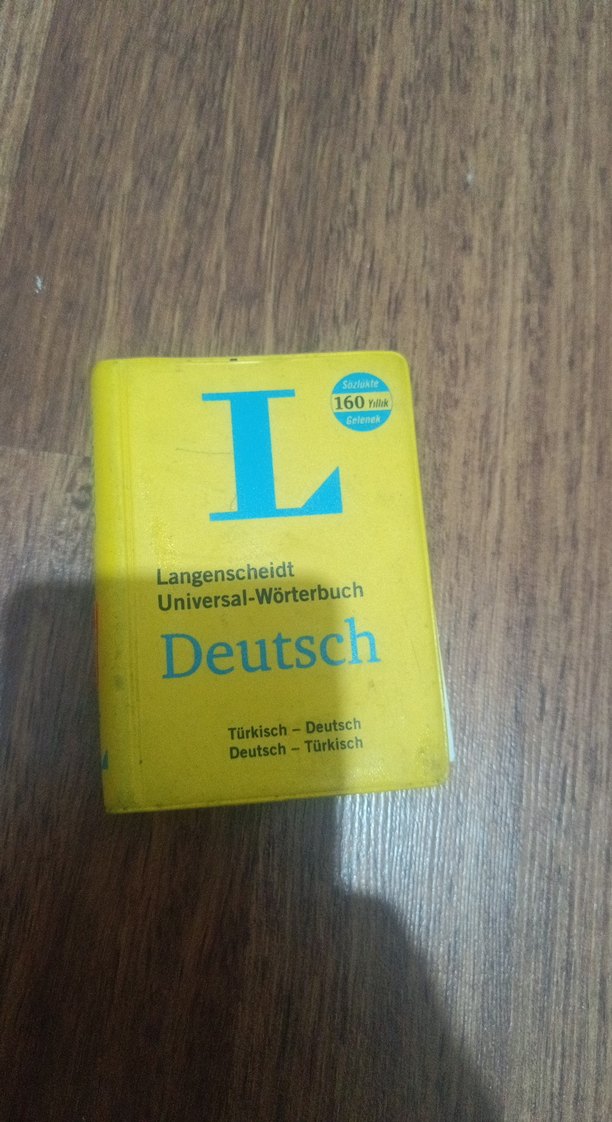 L
Sözlükte
160 Yıllık
Gelenek
Langenscheidt
Universal-Wörterbuch
Deutsch
Türkisch – Deutsch
Deutsch – Türkisch